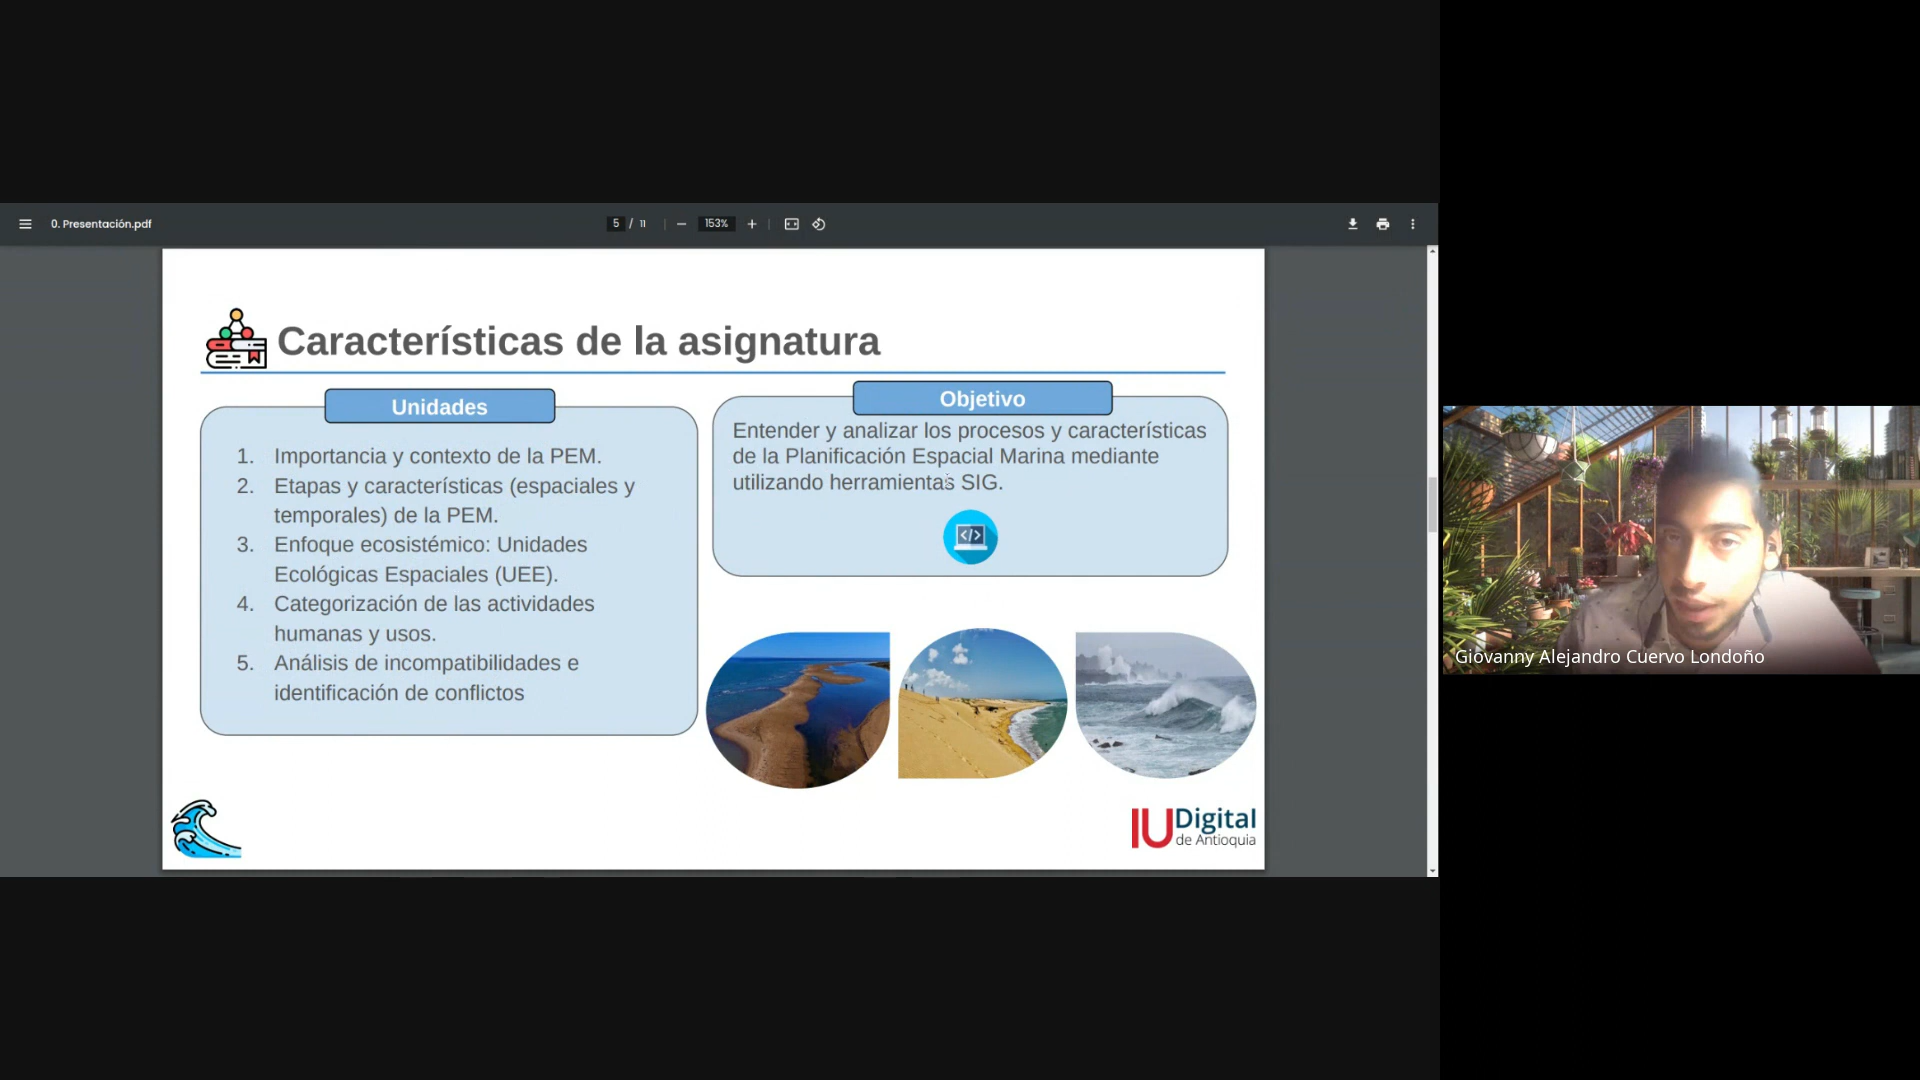 0. Presentación.pdf
5 / 11
153%
Características de la asignatura
Unidades
1. Importancia y contexto de la PEM.
2. Etapas y características (espaciales y
temporales) de la PEM.
3. Enfoque ecosistémico: Unidades
Ecológicas Espaciales (UEE).
4. Categorización de las actividades
humanas y usos.
5. Análisis de incompatibilidades e
identificación de conflictos
Objetivo
Entender y analizar los procesos y características
de la Planificación Espacial Marina mediante
utilizando herramientas SIG.
</>
IU Digital
de Antioquia
Giovanny Alejandro Cuervo Londoño